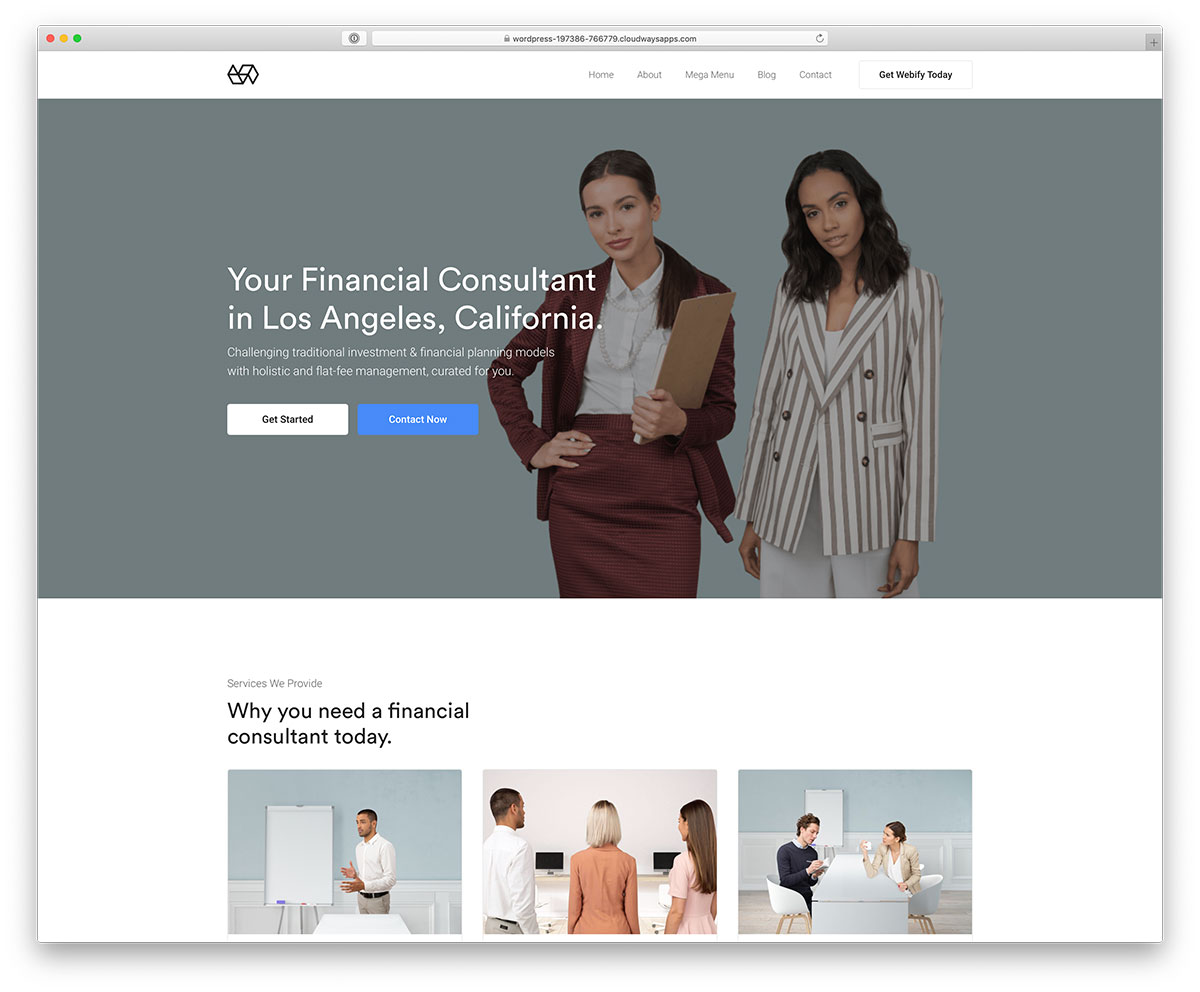 wordpress-197386-766779.cloudwaysapps.com
Home About Mega Menu Blog Contact Get Webify Today
Your Financial Consultant
in Los Angeles, California.
Challenging traditional investment & financial planning models
with holistic and flat-fee management, curated for you.
Get Started Contact Now
Services We Provide
Why you need a financial
consultant today.